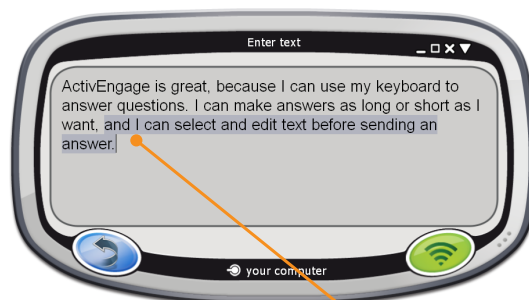 Enter text
ActivEngage is great, because I can use my keyboard to
answer questions. I can make answers as long or short as I
want, and I can select and edit text before sending an
answer.
your computer